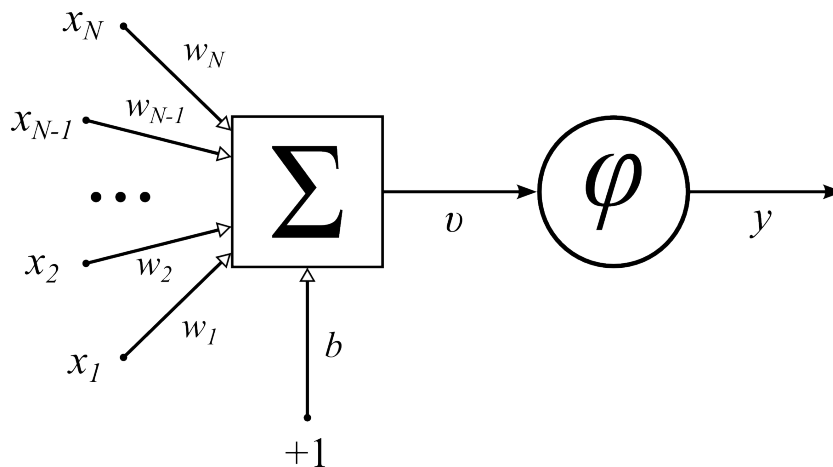 x_N
w_N
x_{N-1}
w_{N-1}
Σ
φ
υ
y
x_2
w_2
x_1
w_1
b
+1